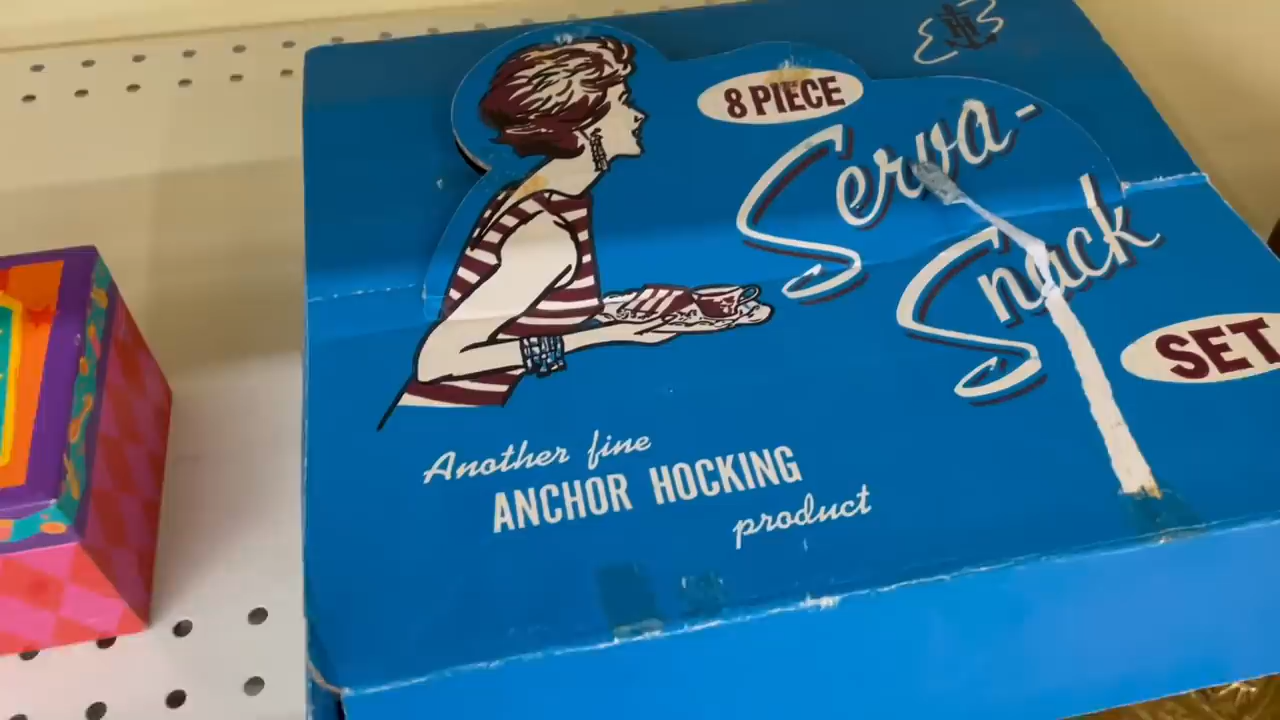 8 PIECE
Serva-
Snack
SET
Another fine
ANCHOR HOCKING
product